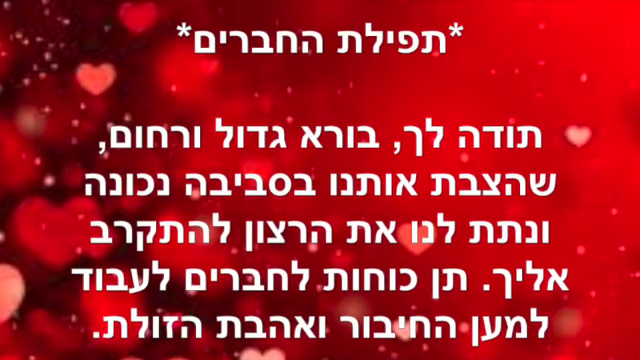 *תפילת החברים*
תודה לך, בורא גדול ורחום,
שהצבת אותנו בסביבה נכונה
ונתת לנו את הרצון להתקרב
אליך. תן כוחות לחברים לעבוד
למען החיבור ואהבת הזולת.